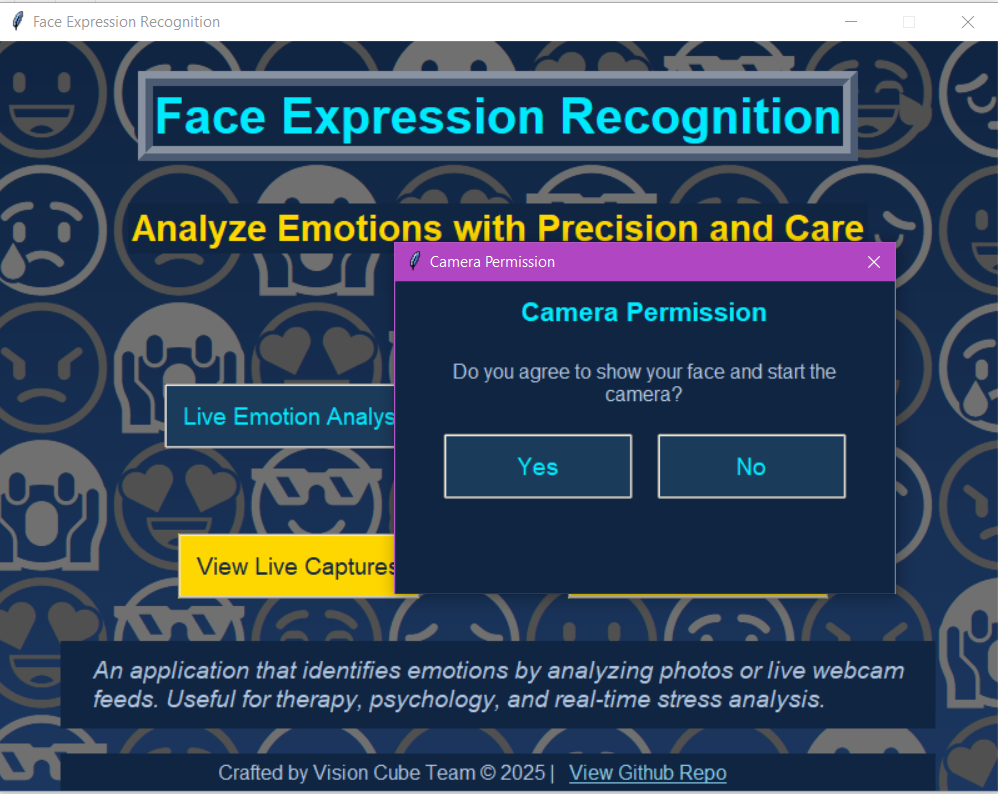 Face Expression Recognition
Face Expression Recognition
Analyze Emotions with Precision and Care
Camera Permission
Camera Permission
Do you agree to show your face and start the
camera?
Yes No
Live Emotion Analys
View Live Captures
An application that identifies emotions by analyzing photos or live webcam
feeds. Useful for therapy, psychology, and real-time stress analysis.
Crafted by Vision Cube Team © 2025 | View Github Repo